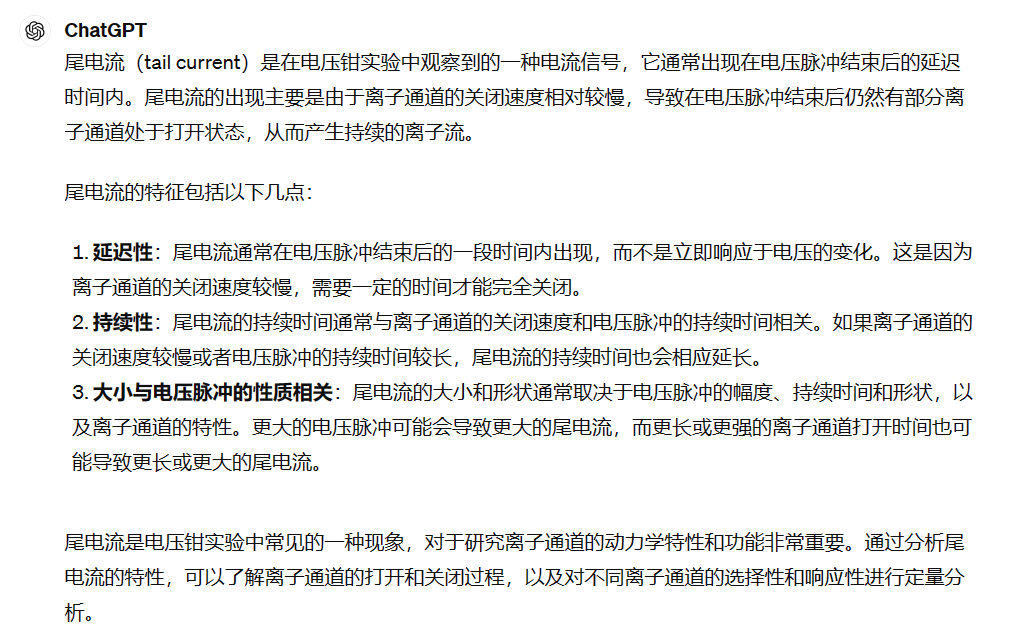 ChatGPT
尾电流（tail current）是在电压钳实验中观察到的一种电流信号，它通常出现在电压脉冲结束后的延迟
时间内。尾电流的出现主要是由于离子通道的关闭速度相对较慢，导致在电压脉冲结束后仍然有部分离
子通道处于打开状态，从而产生持续的离子流。
尾电流的特征包括以下几点：
1. 延迟性：尾电流通常在电压脉冲结束后的一段时间内出现，而不是立即响应于电压的变化。这是因为
离子通道的关闭速度较慢，需要一定的时间才能完全关闭。
2. 持续性：尾电流的持续时间通常与离子通道的关闭速度和电压脉冲的持续时间相关。如果离子通道的
关闭速度较慢或者电压脉冲的持续时间较长，尾电流的持续时间也会相应延长。
3. 大小与电压脉冲的性质相关：尾电流的大小和形状通常取决于电压脉冲的幅度、持续时间和形状，以
及离子通道的特性。更大的电压脉冲可能会导致更大的尾电流，而更长或更强的离子通道打开时间也可
能导致更长或更大的尾电流。
尾电流是电压钳实验中常见的一种现象，对于研究离子通道的动力学特性和功能非常重要。通过分析尾
电流的特性，可以了解离子通道的打开和关闭过程，以及对不同离子通道的选择性和响应性进行定量分
析。